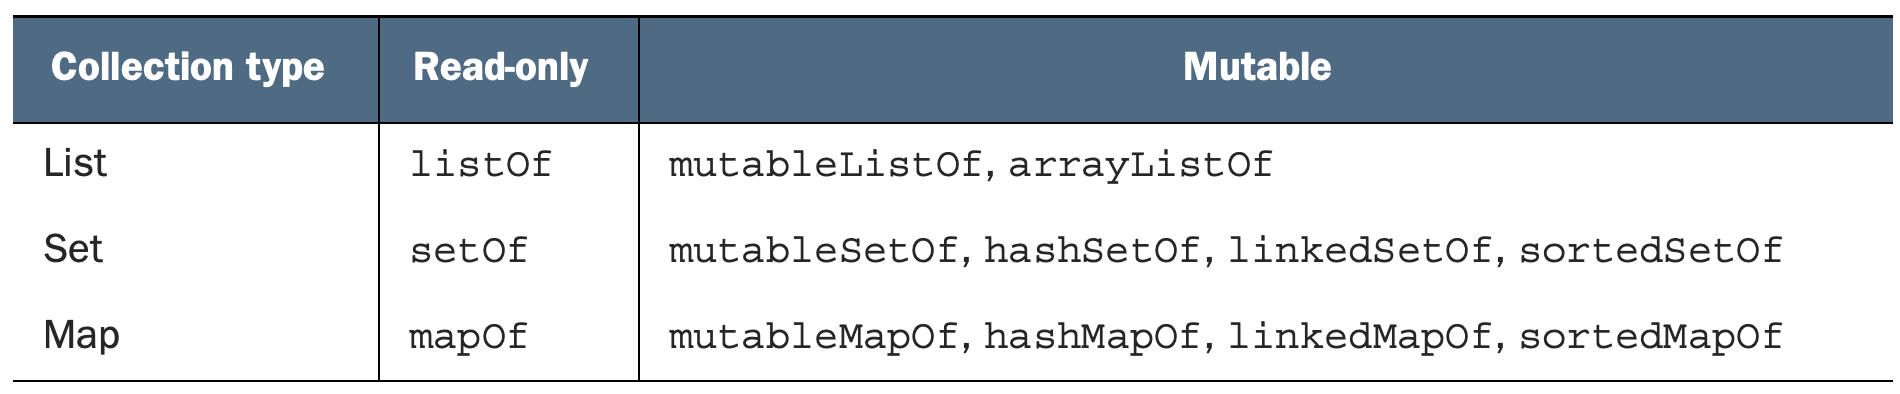 Collection type Read-only Mutable
List listOf mutableListOf, arrayListOf
Set setOf mutableSetOf, hashSetOf, linkedSetOf, sortedSetOf
Map mapOf mutableMapOf, hashMapOf, linkedMapOf, sortedMapOf